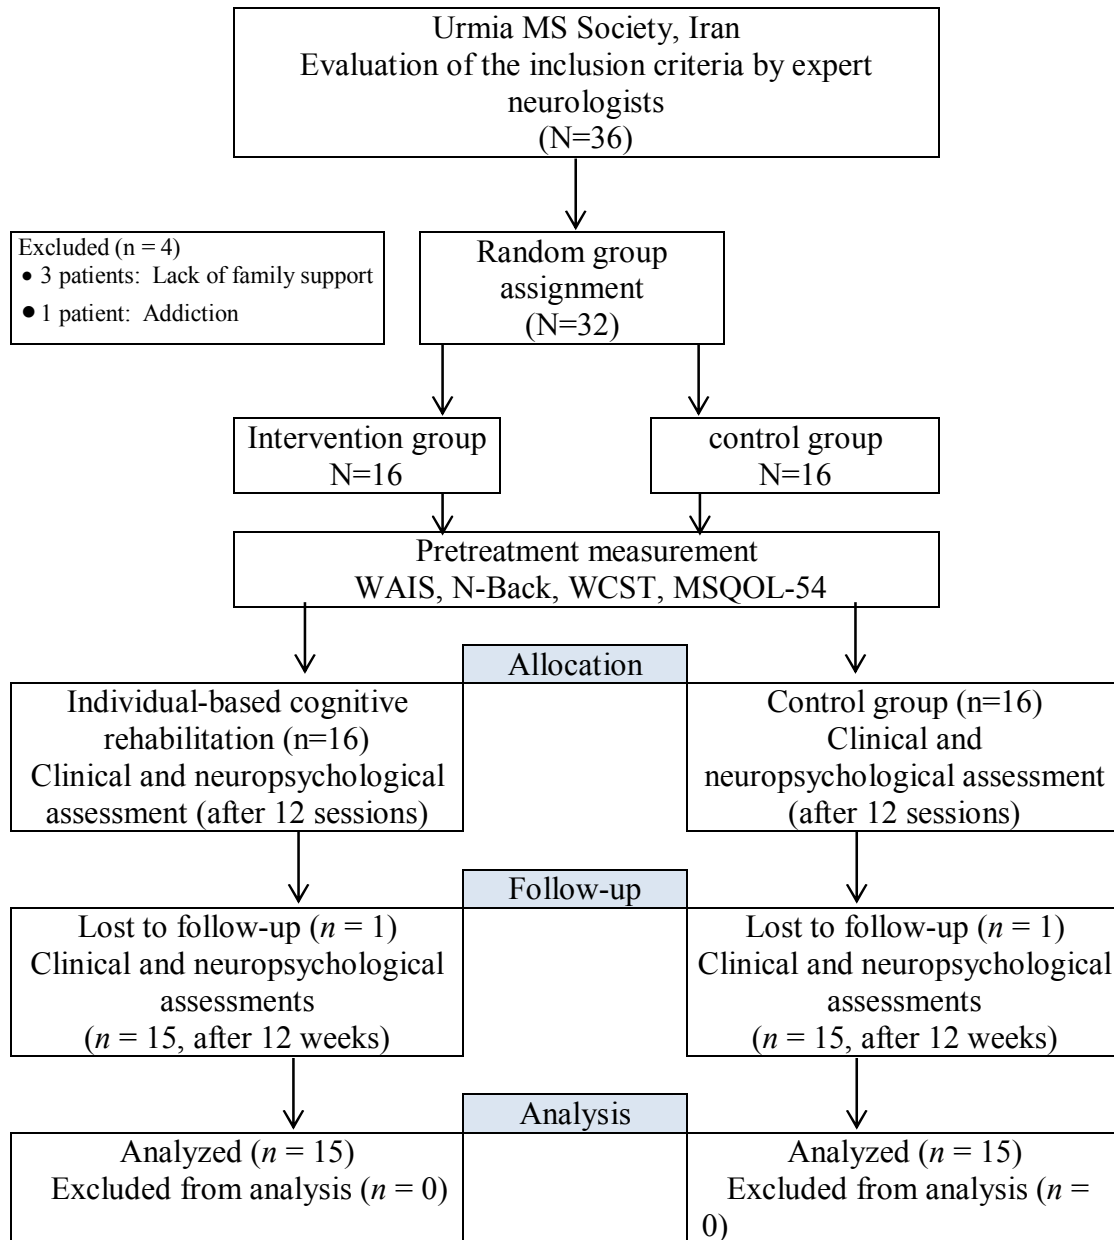 Urmia MS Society, Iran
Evaluation of the inclusion criteria by expert
neurologists
(N=36)
Excluded (n = 4)
• 3 patients: Lack of family support
• 1 patient: Addiction
Random group
assignment
(N=32)
Intervention group
N=16
control group
N=16
Pretreatment measurement
WAIS, N-Back, WCST, MSQOL-54
Allocation
Individual-based cognitive
rehabilitation (n=16)
Clinical and neuropsychological
assessment (after 12 sessions)
Control group (n=16)
Clinical and
neuropsychological assessment
(after 12 sessions)
Follow-up
Lost to follow-up (n = 1)
Clinical and neuropsychological
assessments
(n = 15, after 12 weeks)
Lost to follow-up (n = 1)
Clinical and neuropsychological
assessments
(n = 15, after 12 weeks)
Analysis
Analyzed (n = 15)
Excluded from analysis (n = 0)
Analyzed (n = 15)
Excluded from analysis (n =
0)